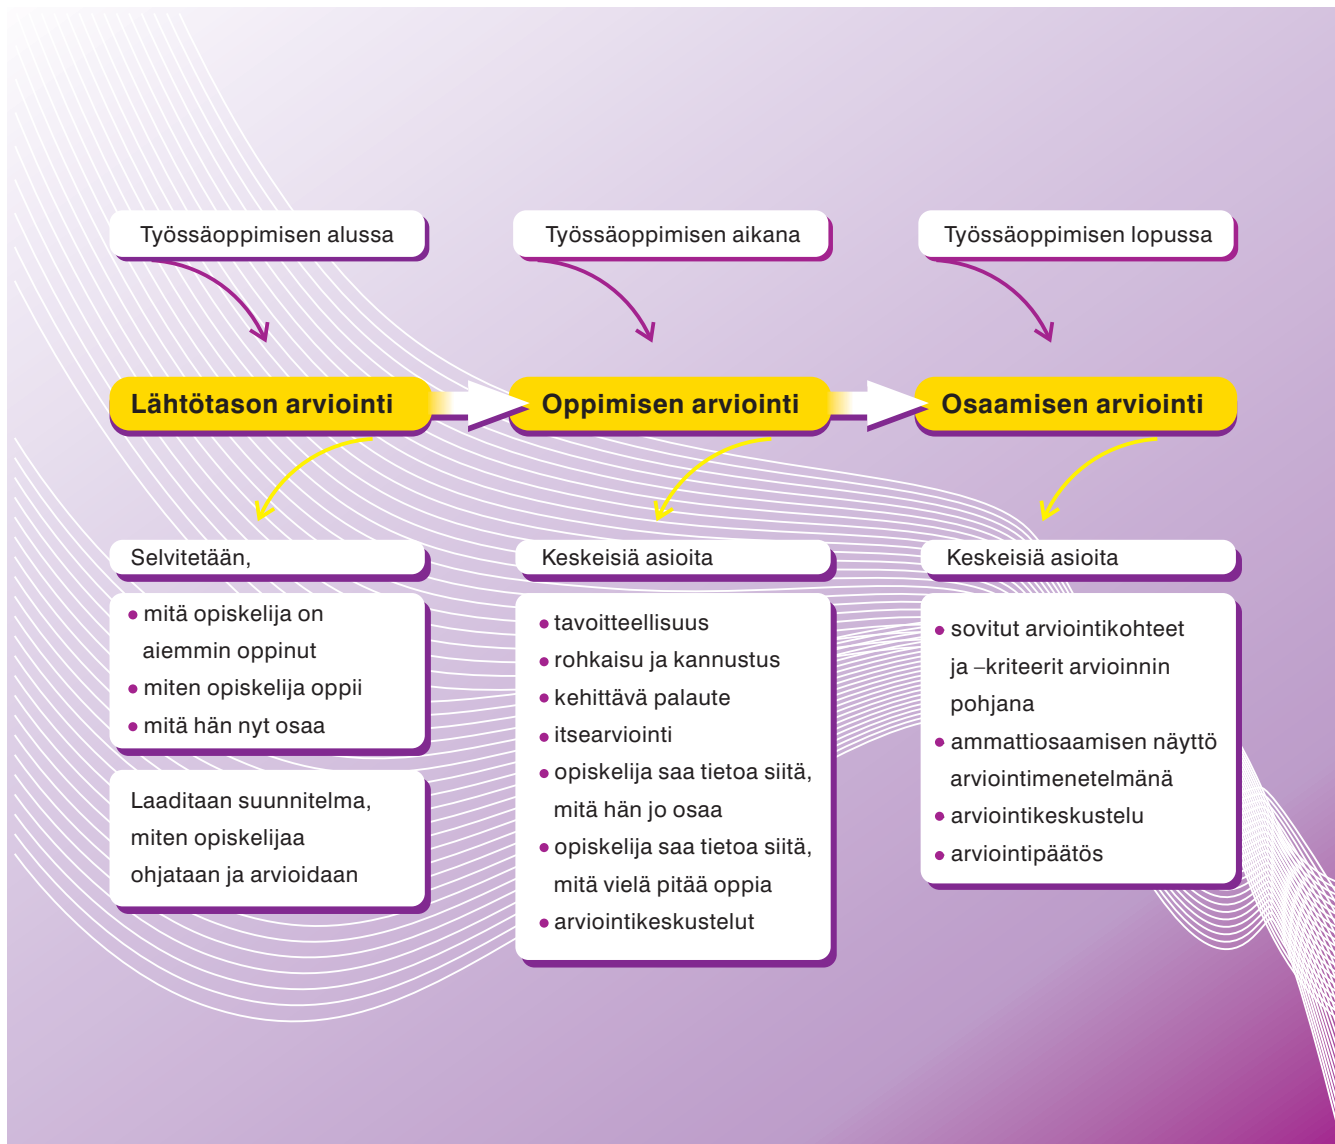 Työssäoppimisen alussa
Työssäoppimisen aikana
Työssäoppimisen lopussa
Lähtötason arviointi
Oppimisen arviointi
Osaamisen arviointi
Selvitetään,
• mitä opiskelija on
aiemmin oppinut
• miten opiskelija oppii
• mitä hän nyt osaa
Laaditaan suunnitelma,
miten opiskelijaa
ohjataan ja arvioidaan
Keskeisiä asioita
• tavoitteellisuus
• rohkaisu ja kannustus
• kehittävä palaute
• itsearviointi
• opiskelija saa tietoa siitä,
mitä hän jo osaa
• opiskelija saa tietoa siitä,
mitä vielä pitää oppia
• arviointikeskustelut
Keskeisiä asioita
• sovitut arviointikohteet
ja –kriteerit arvioinnin
pohjana
• ammattiosaamisen näyttö
arviointimenetelmänä
• arviointikeskustelu
• arviointipäätös